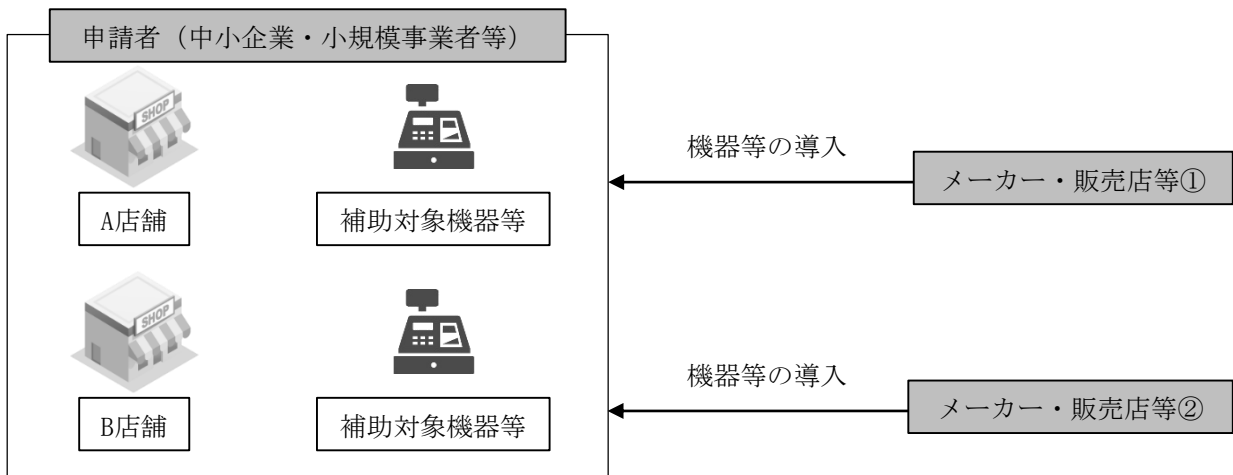 申請者（中小企業・小規模事業者等）
SHOP
機器等の導入
メーカー・販売店等①
A店舗
補助対象機器等
SHOP
機器等の導入
メーカー・販売店等②
B店舗
補助対象機器等